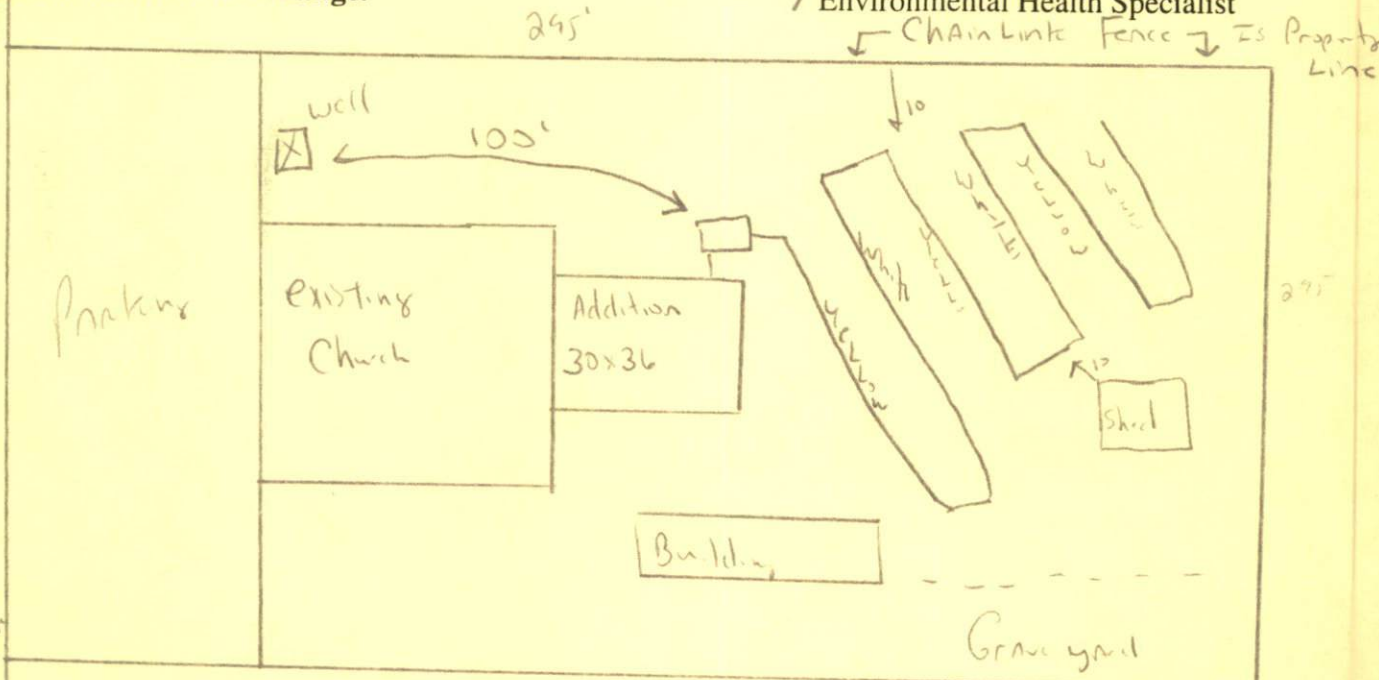 Environmental Health Specialist
295'
Chain Link Fence Is Property
Line
well
100'
10
White
Yellow
White
Yellow
White
Yellow
Parking
existing
Church
Addition
30x36
295'
10
Shed
Building
Graveyard